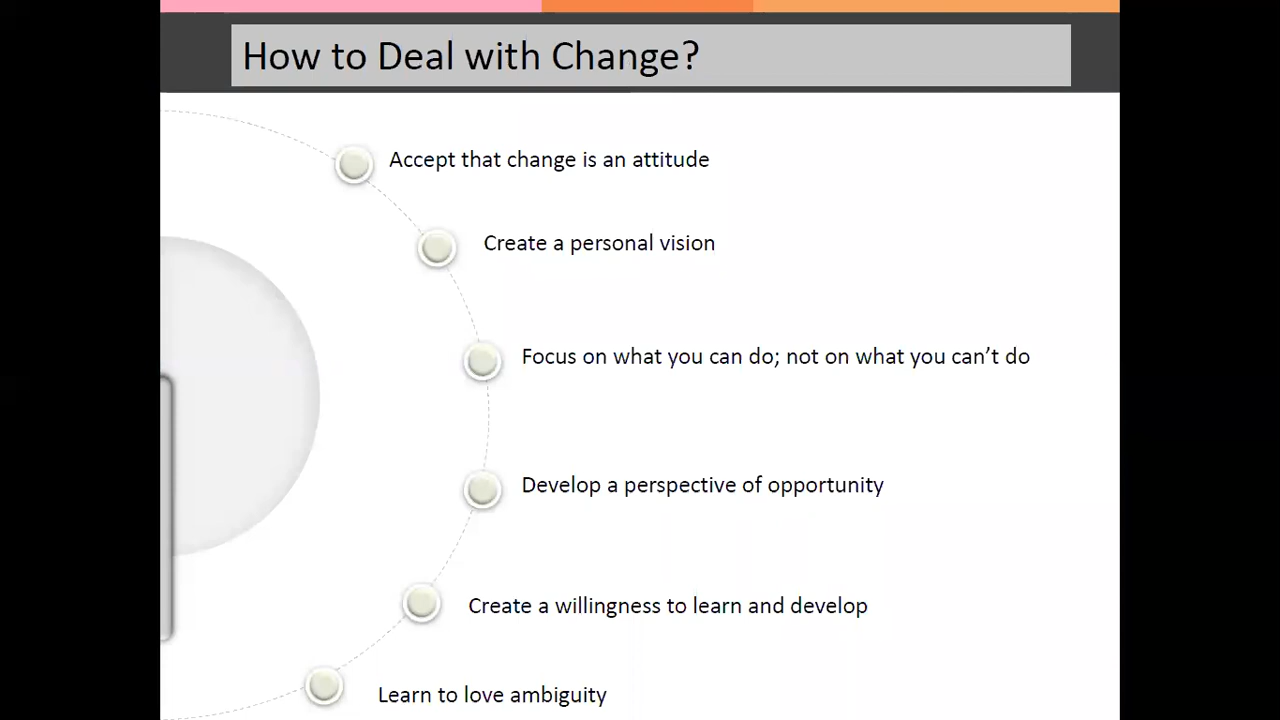 How to Deal with Change?
Accept that change is an attitude
Create a personal vision
Focus on what you can do; not on what you can’t do
Develop a perspective of opportunity
Create a willingness to learn and develop
Learn to love ambiguity